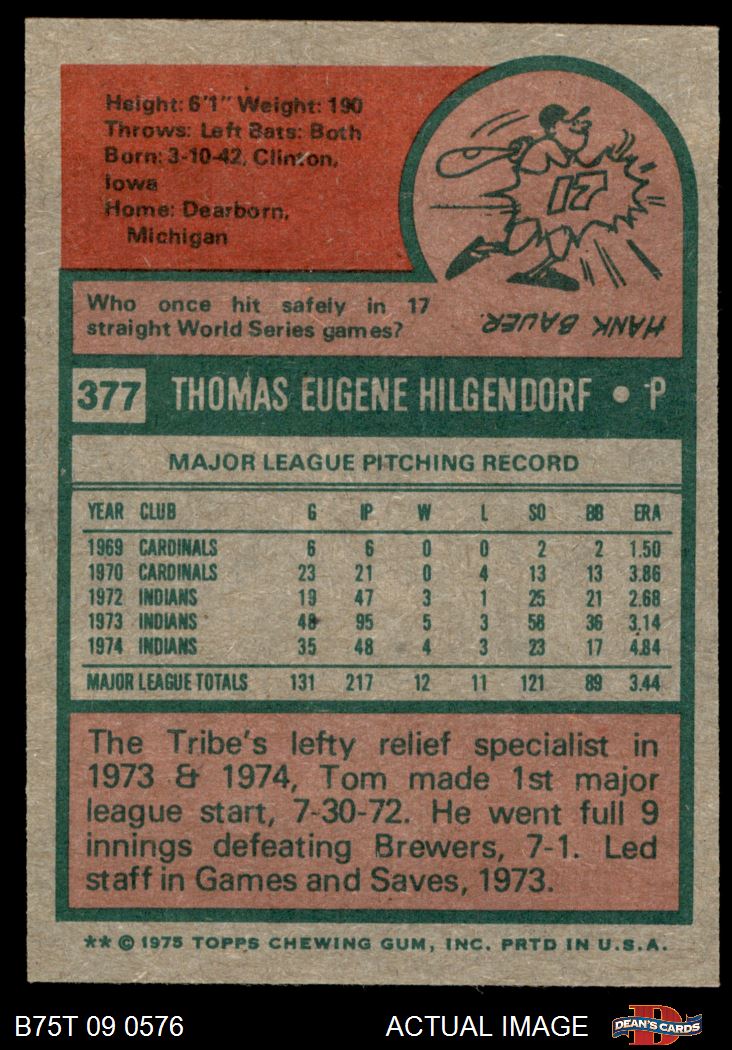 Height: 6'1" Weight: 190
Throws: Left Bats: Both
Born: 3-10-42, Clinton,
Iowa
Home: Dearborn,
Michigan
17
Who once hit safely in 17
straight World Series games?
HANK BAUER.
377 THOMAS EUGENE HILGENDORF • P
MAJOR LEAGUE PITCHING RECORD
YEAR CLUB G IP W L SO BB ERA
1969 CARDINALS 6 6 0 0 2 2 1.50
1970 CARDINALS 23 21 0 4 13 13 3.86
1972 INDIANS 19 47 3 1 25 21 2.68
1973 INDIANS 48 95 5 3 58 36 3.14
1974 INDIANS 35 48 4 3 23 17 4.84
MAJOR LEAGUE TOTALS 131 217 12 11 121 89 3.44
The Tribe's lefty relief specialist in
1973 & 1974, Tom made 1st major
league start, 7-30-72. He went full 9
innings defeating Brewers, 7-1. Led
staff in Games and Saves, 1973.
** © 1975 TOPPS CHEWING GUM, INC. PRTD IN U.S.A.
B75T 09 0576 ACTUAL IMAGE D DEAN'S CARDS